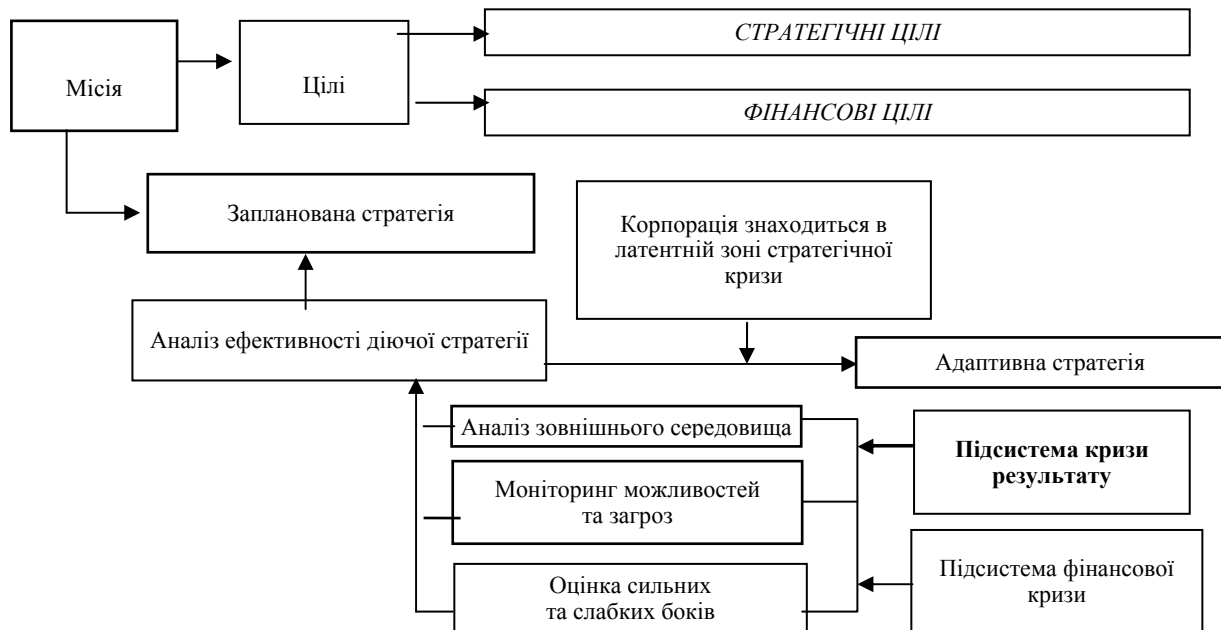 СТРАТЕГІЧНІ ЦІЛІ
Місія
Цілі
ФІНАНСОВІ ЦІЛІ
Запланована стратегія
Корпорація знаходиться в
латентній зоні стратегічної
кризи
Аналіз ефективності діючої стратегії
Адаптивна стратегія
Аналіз зовнішнього середовища
Підсистема кризи
результату
Моніторинг можливостей
та загроз
Оцінка сильних
та слабких боків
Підсистема фінансової
кризи